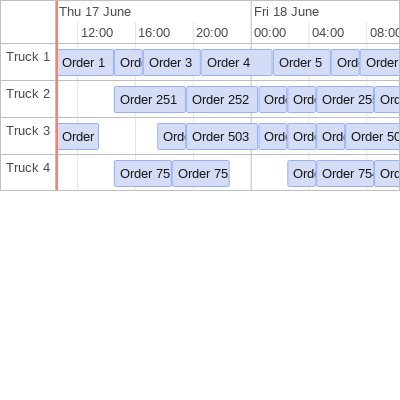 Thu 17 June Fri 18 June
12:00 16:00 20:00 00:00 04:00 08:00
Truck 1 Order 1 Ord Order 3 Order 4 Order 5 Ord Order
Truck 2 Order 251 Order 252 Ord Ord Order 25 Ord
Truck 3 Order Ord Order 503 Ord Ord Ord Order 50
Truck 4 Order 75 Order 75 Ord Order 75 Ord